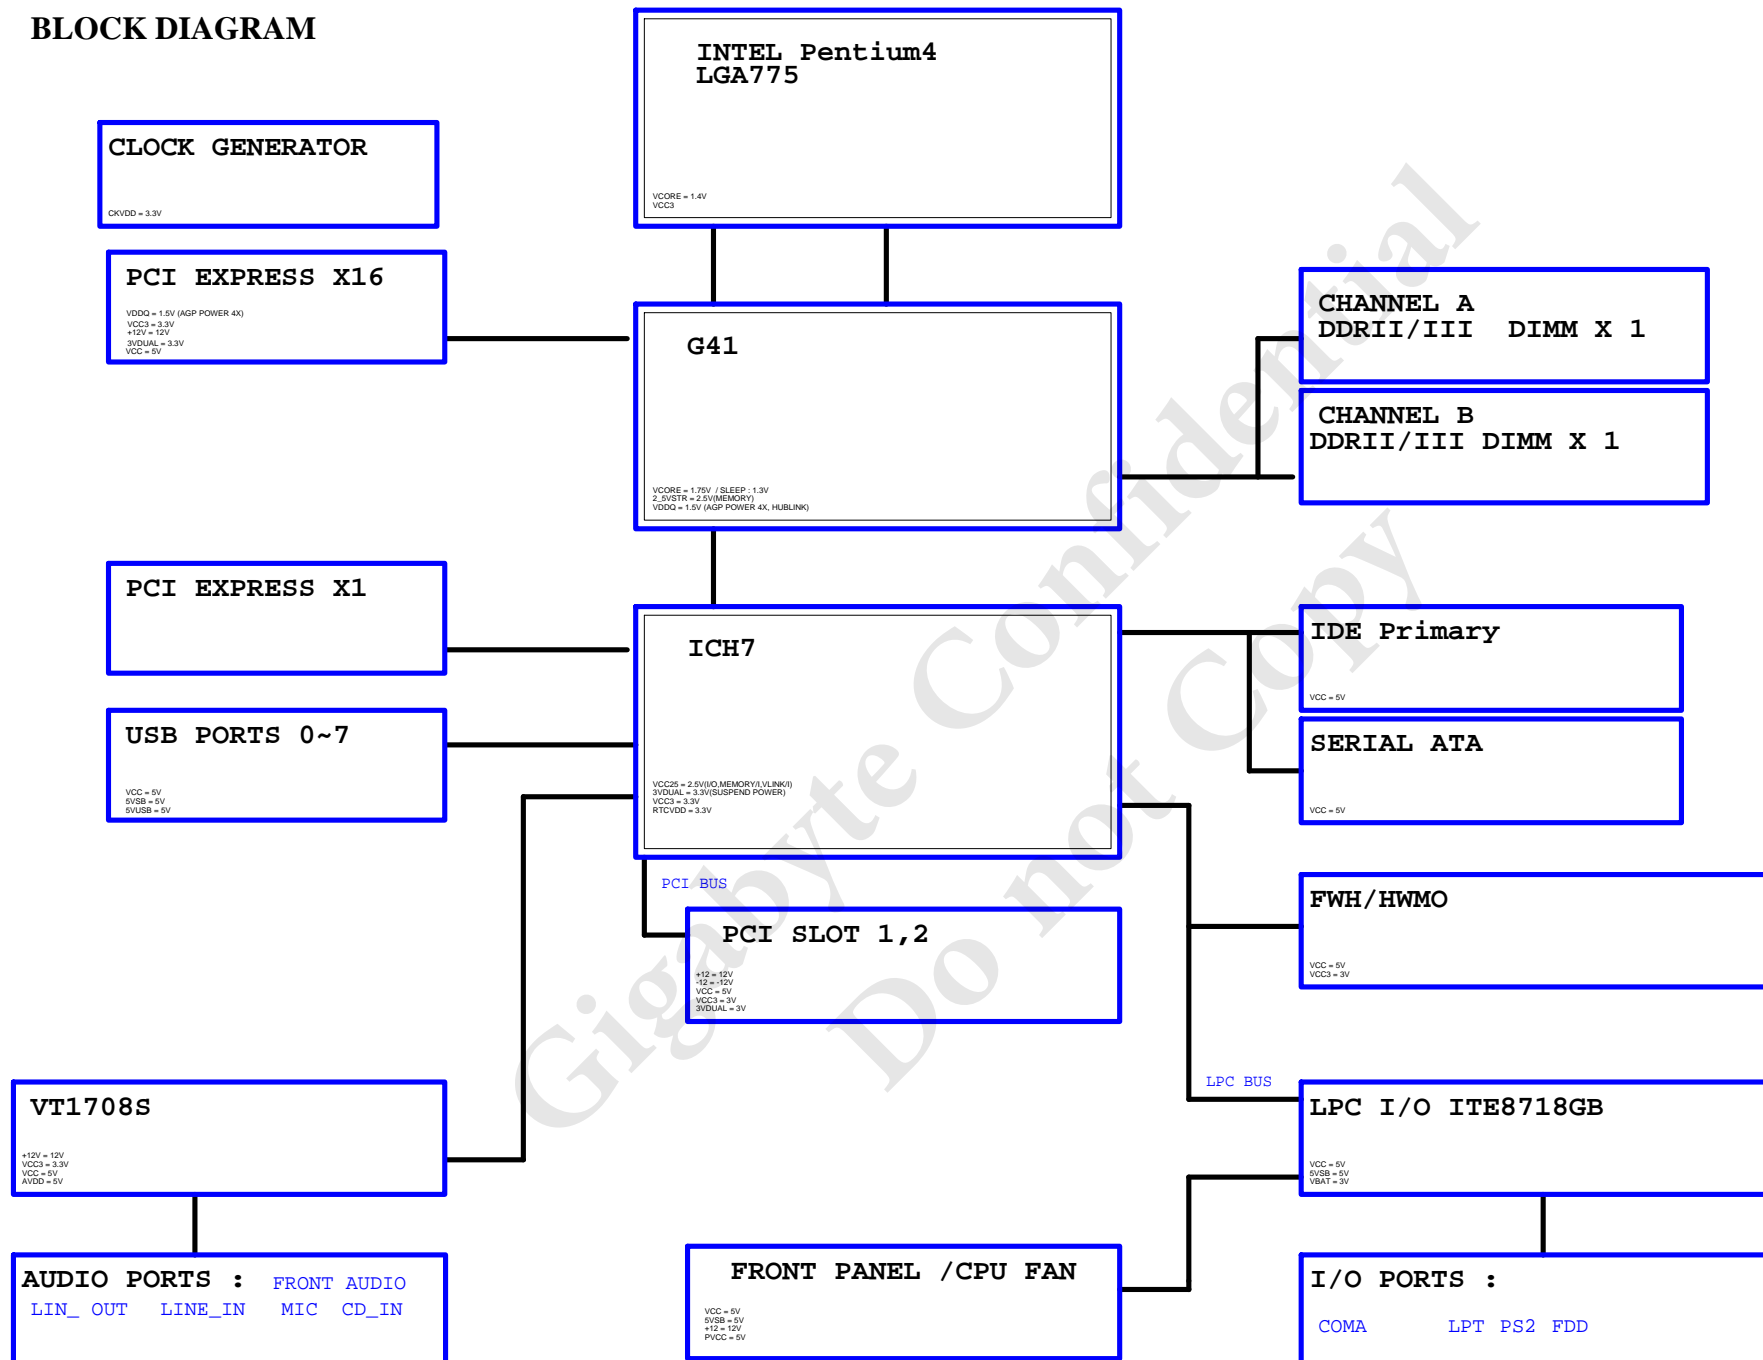 BLOCK DIAGRAM
INTEL Pentium4
LGA775
VCORE = 1.4V
VCC3
CLOCK GENERATOR
CKVDD = 3.3V
PCI EXPRESS X16
VDDQ = 1.5V (AGP POWER 4X)
VCC3 = 3.3V
+12V = 12V
3VDUAL = 3.3V
VCC = 5V
G41
VCORE = 1.75V / SLEEP : 1.3V
2_5VSTR = 2.5V(MEMORY)
VDDQ = 1.5V (AGP POWER 4X, HUBLINK)
CHANNEL A
DDRII/III DIMM X 1
CHANNEL B
DDRII/III DIMM X 1
PCI EXPRESS X1
ICH7
VCC25 = 2.5V(I/O,MEMORY/I,VLINK/I)
3VDUAL = 3.3V(SUSPEND POWER)
VCC3 = 3.3V
RTCVDD = 3.3V
IDE Primary
VCC = 5V
USB PORTS 0~7
VCC = 5V
5VSB = 5V
5VUSB = 5V
SERIAL ATA
VCC = 5V
PCI BUS
PCI SLOT 1,2
+12 = 12V
-12 = -12V
VCC = 5V
VCC3 = 3V
3VDUAL = 3V
FWH/HWMO
VCC = 5V
VCC3 = 3V
LPC BUS
VT1708S
+12V = 12V
VCC3 = 3.3V
VCC = 5V
AVDD = 5V
LPC I/O ITE8718GB
VCC = 5V
5VSB = 5V
VBAT = 3V
AUDIO PORTS : FRONT AUDIO
LIN_ OUT LINE_IN MIC CD_IN
FRONT PANEL /CPU FAN
VCC = 5V
5VSB = 5V
+12 = 12V
PVCC = 5V
I/O PORTS :
COMA LPT PS2 FDD
Gigabyte Confidential
Do not Copy